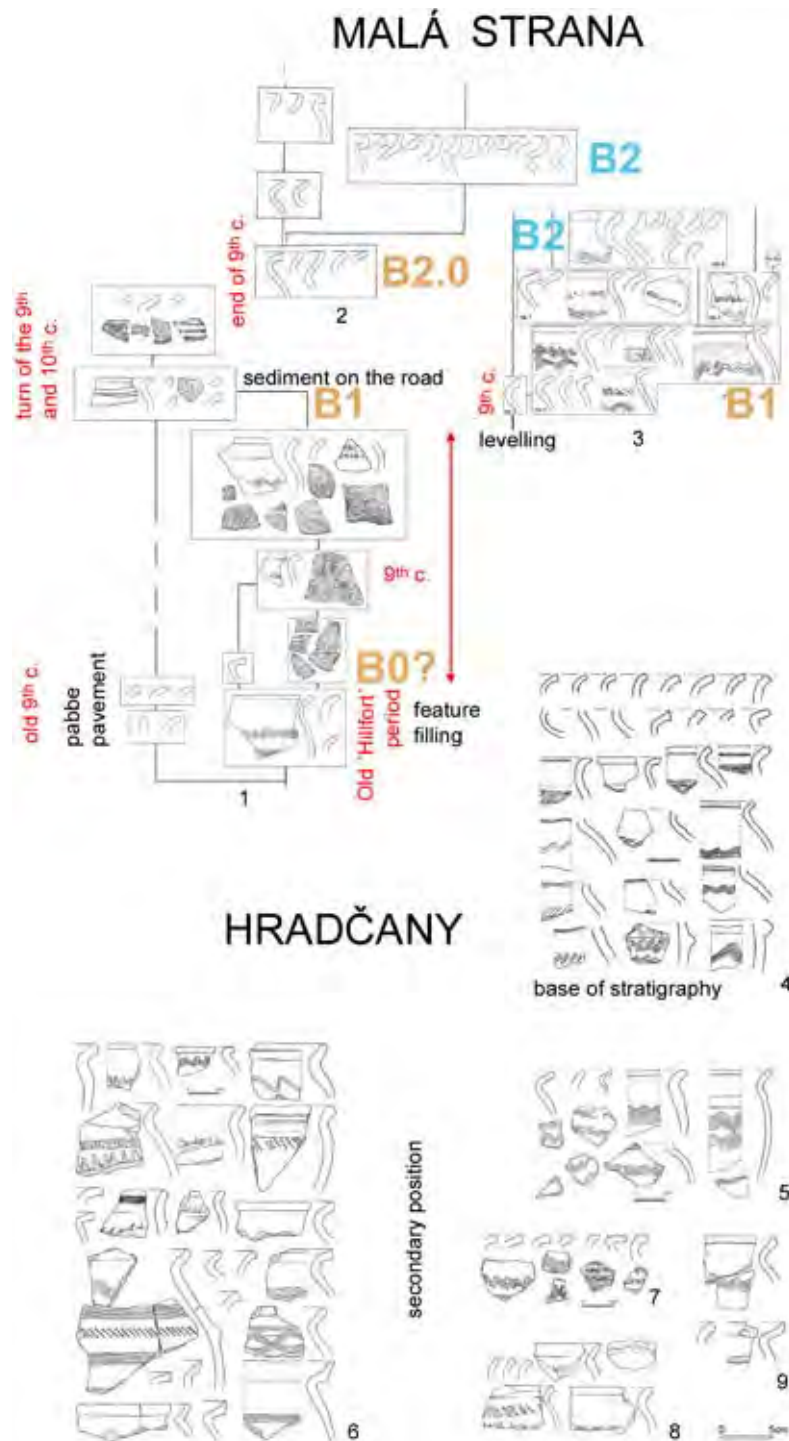 MALÁ STRANA
B2
end of 9th c.
B2.0
2
B2
turn of the 9th
and 10th c.
sediment on the road
B1
9th c.
B1
levelling
3
9th c.
old 9th c.
pabbe
pavement
B0?
Old 'Hillfort'
period
feature
filling
1
HRADČANY
base of stratigraphy
4
secondary position
5
7
9
6
8
0
5cm